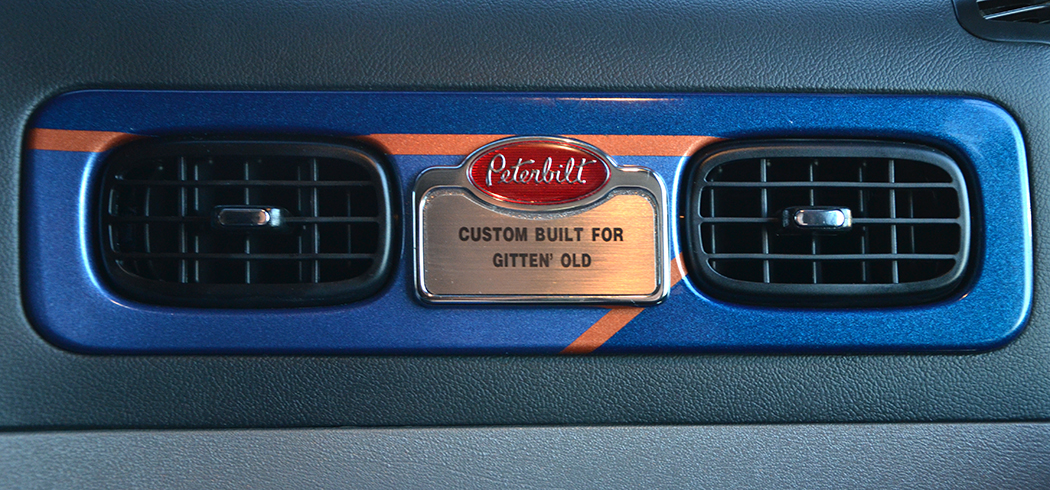 Peterbilt
CUSTOM BUILT FOR
GITTEN' OLD